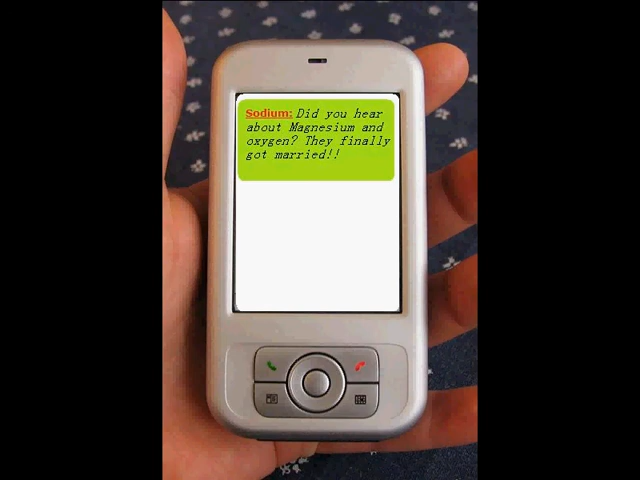 Sodium: Did you hear
about Magnesium and
oxygen? They finally
got married!!